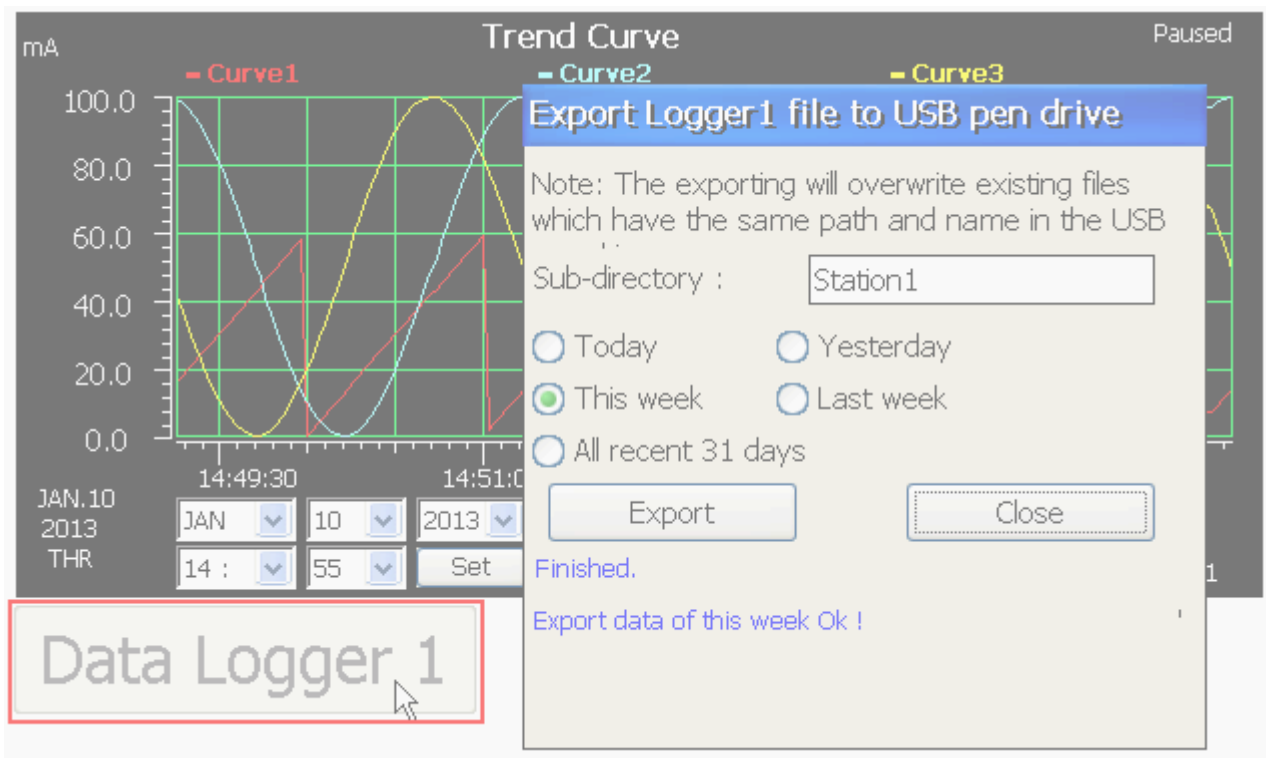 Trend Curve
mA
Paused
Curve1
Curve2
Curve3
100.0
80.0
60.0
40.0
20.0
0.0
14:49:30
14:51:0
JAN.10
2013
THR
JAN
10
2013
14 :
55
Set
1
Export Logger1 file to USB pen drive
Note: The exporting will overwrite existing files
which have the same path and name in the USB
Sub-directory :
Station1
Today
Yesterday
This week
Last week
All recent 31 days
Export
Close
Finished.
Export data of this week Ok !
Data Logger 1